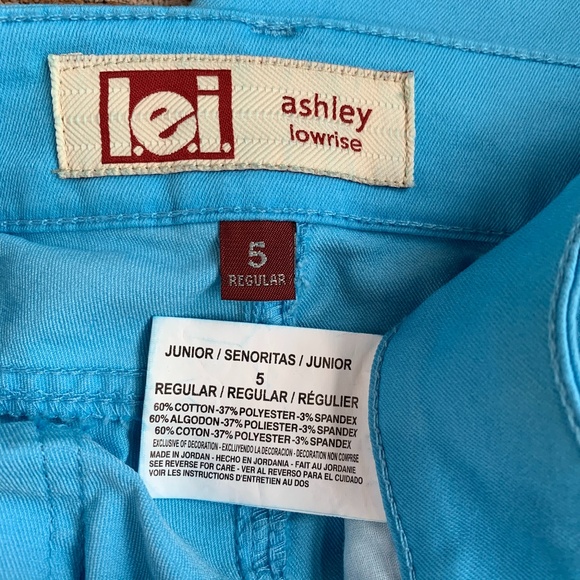 l.e.i.
ashley
lowrise
5
REGULAR
JUNIOR / SENORITAS / JUNIOR
5
REGULAR / REGULAR / RÉGULIER
60% COTTON-37% POLYESTER-3% SPANDEX
60% ALGODON-37% POLIESTER-3% SPANDEX
60% COTON-37% POLYESTER-3% SPANDEX
EXCLUSIVE OF DECORATION - EXCLUYENDO LA DECORACION - DECORATION NON COMPRISE
MADE IN JORDAN - HECHO EN JORDANIA - FAIT AU JORDANIE
SEE REVERSE FOR CARE - VER AL REVERSO PARA EL CUIDADO
VOIR LES INSTRUCTIONS D'ENTRETIEN AU DOS